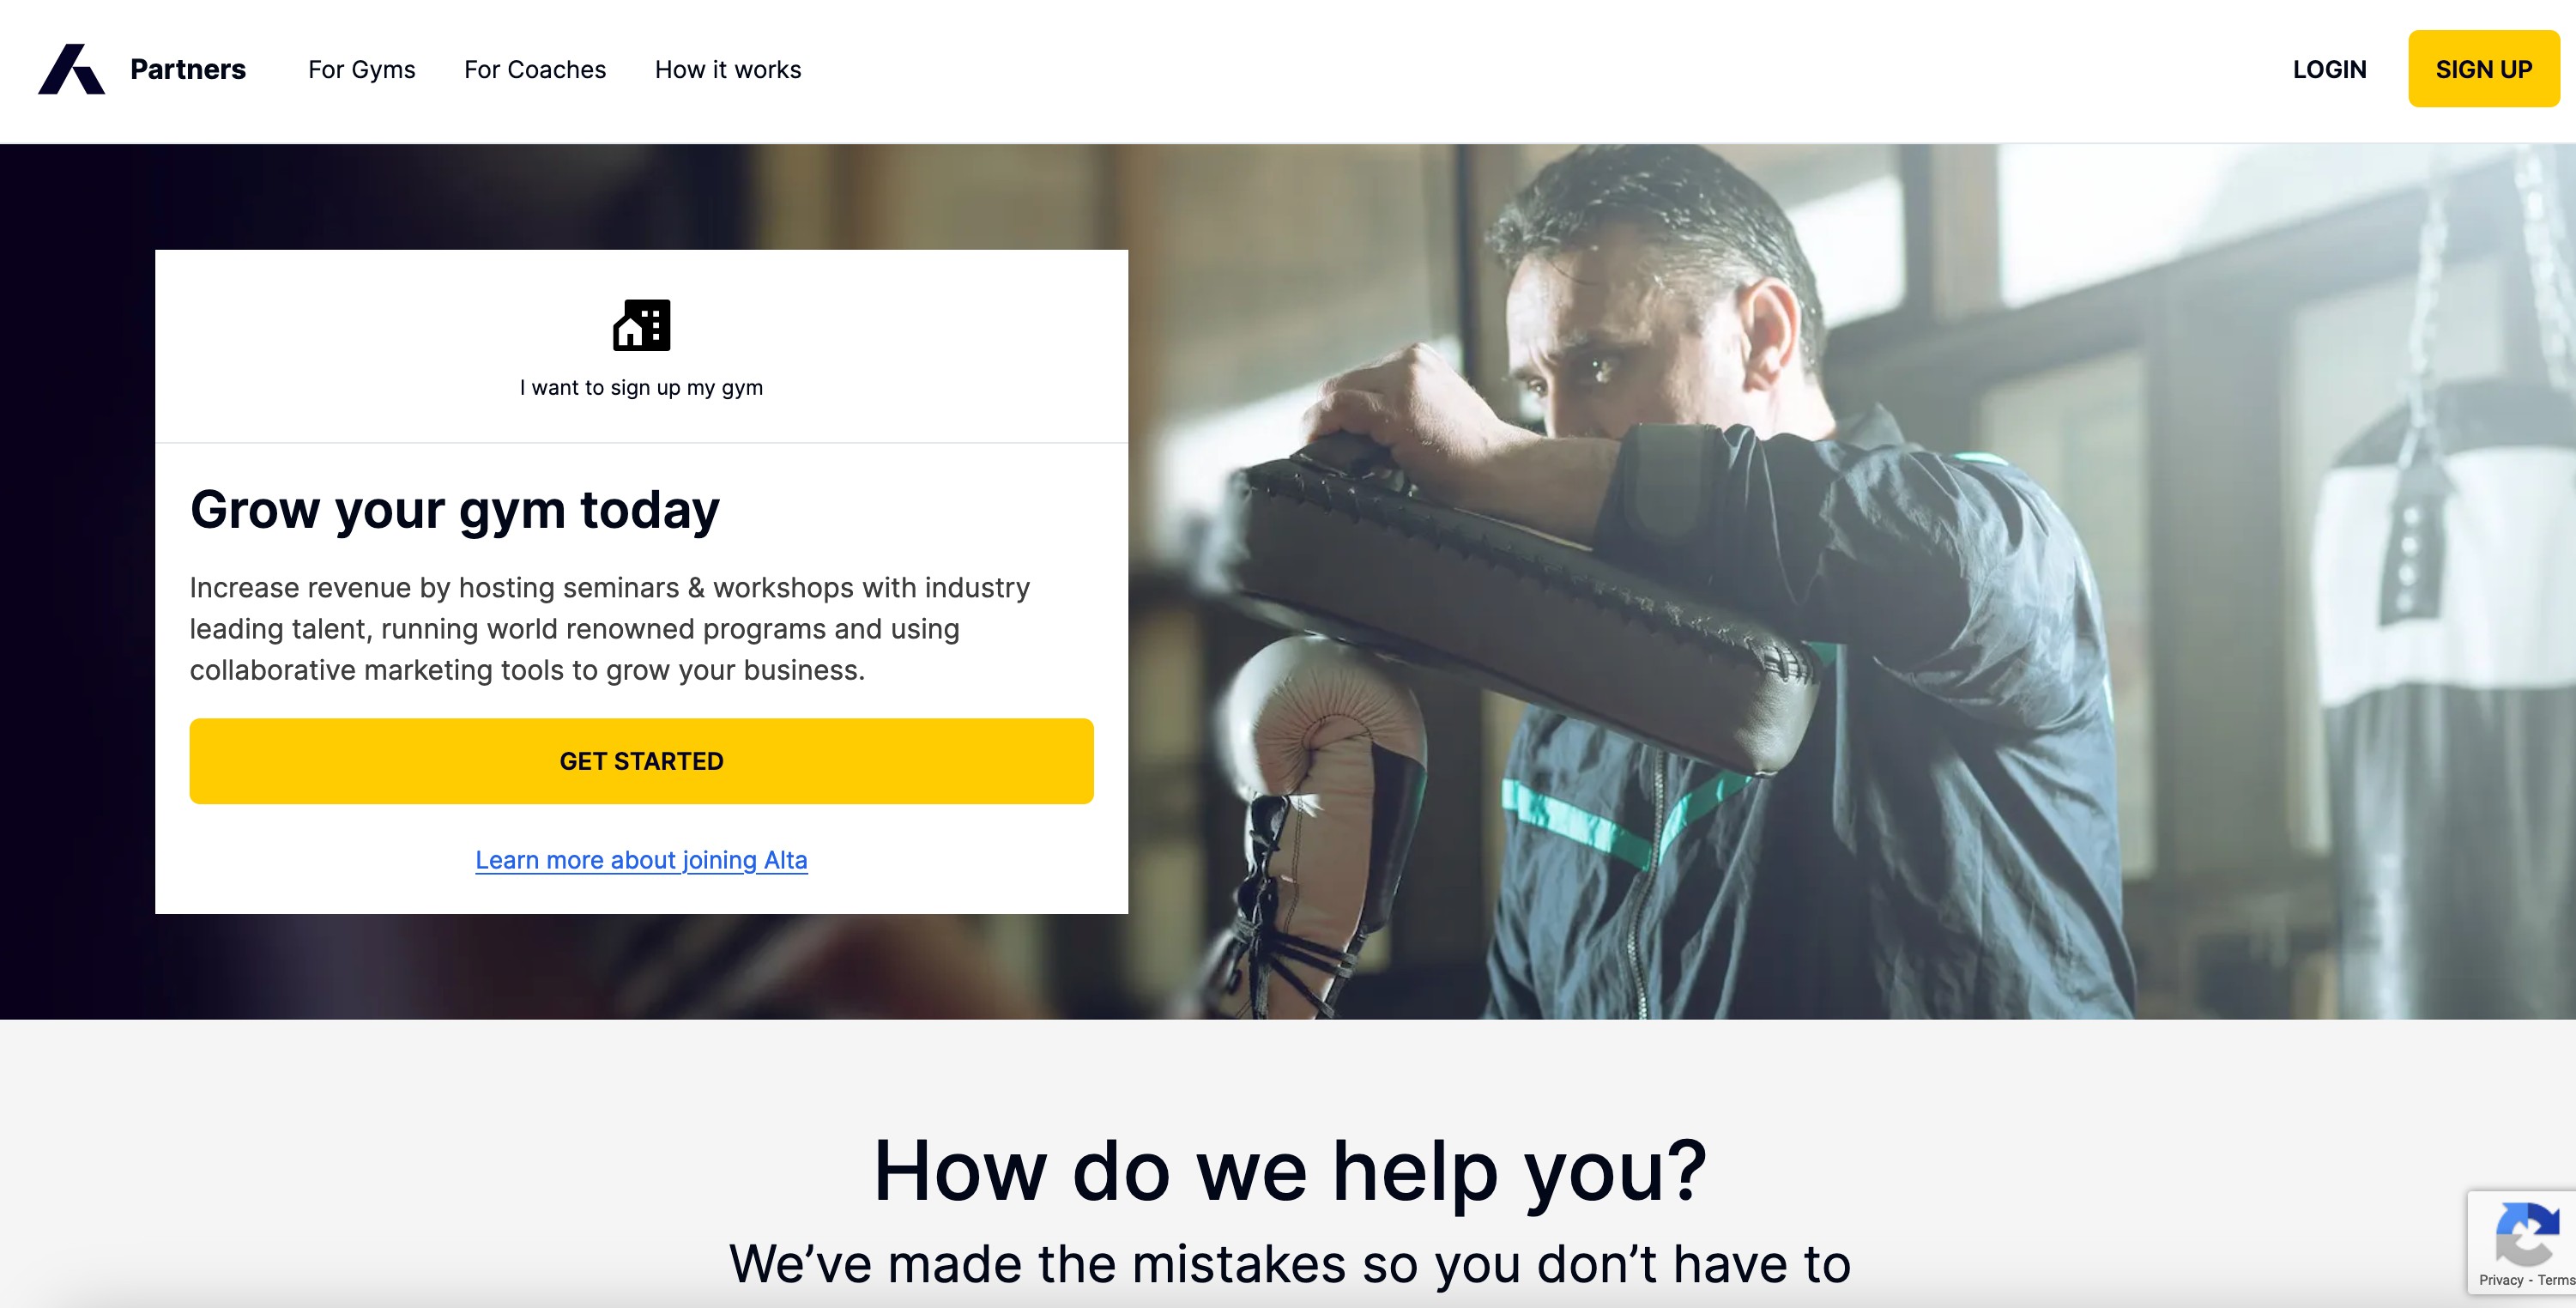 Partners
For Gyms
For Coaches
How it works
LOGIN
SIGN UP
I want to sign up my gym
Grow your gym today
Increase revenue by hosting seminars & workshops with industry
leading talent, running world renowned programs and using
collaborative marketing tools to grow your business.
GET STARTED
Learn more about joining Alta
How do we help you?
We’ve made the mistakes so you don’t have to
Privacy - Terms